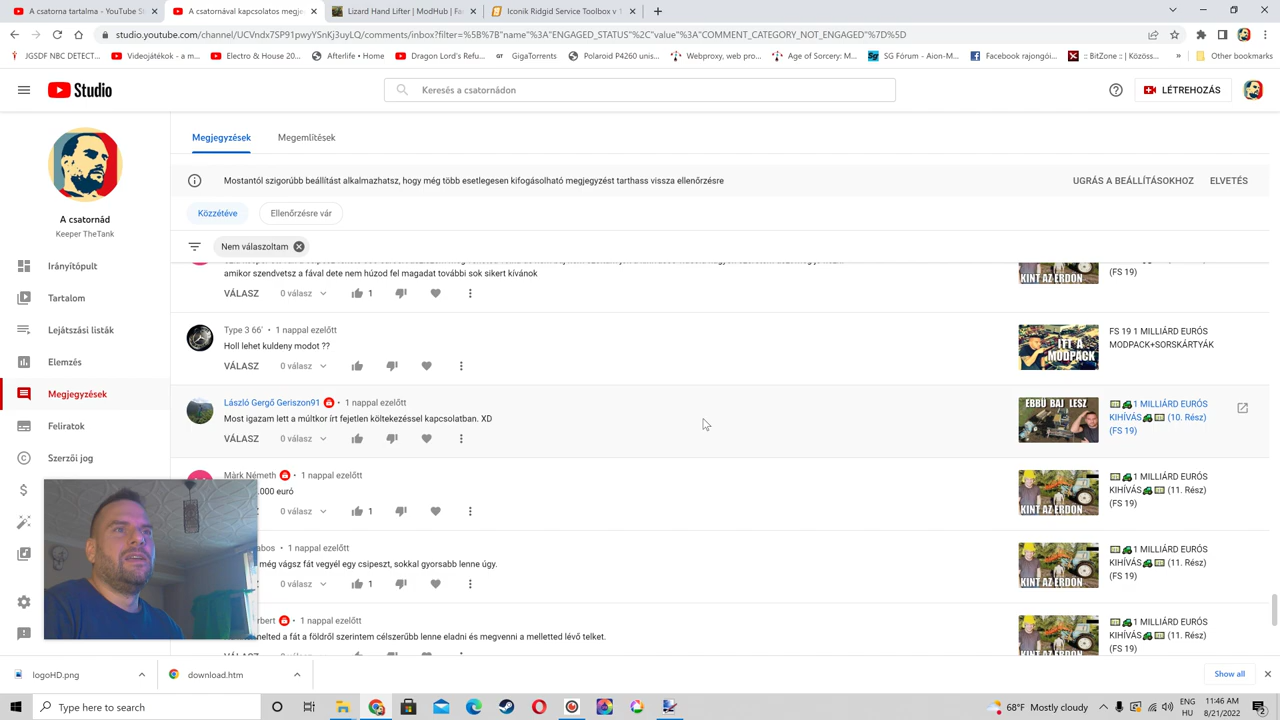 A csatorna tartalma - YouTube St
A csatornával kapcsolatos megje
Lizard Han Lifter | ModHub | Far
Iconik Ridgid Service Toolbox v 1
studio.youtube.com/channel/UCVndx7SP91pwyYSnKj3uyLQ/comments/inbox?filter=%5B%7B"name"%3A"ENGAGED_STATUS"%2C"value"%3A"COMMENT_CATEGORY_NOT_ENGAGED"%7D%5D
JGSDF NBC DETECT...
Videojátékok - a m...
Electro & House 20...
Afterlife • Home
Dragon Lord's Refu...
GT GigaTorrents
Polaroid P4260 unis...
Webproxy, web pro...
Age of Sorcery: M...
SG Fórum - Aion-M...
Facebook rajongói...
:: BitZone :: | Közöss...
»
Other bookmarks
Studio
Keresés a csatornádon
LÉTREHOZÁS
Megjegyzések
Megemlítések
Mostantól szigorúbb beállítást alkalmazhatsz, hogy még több esetlegesen kifogásolható megjegyzést tarthass vissza ellenőrzésre
UGRÁS A BEÁLLÍTÁSOKHOZ
ELVETÉS
Közzétéve
Ellenőrzésre vár
A csatornád
Keeper TheTank
Nem válaszoltam
Irányítópult
Tartalom
Lejátszási listák
Elemzés
Megjegyzések
Feliratok
Szerzői jog
amikor szendvetsz a fával dete nem húzod fel magadat további sok sikert kívánok
KINT AZ ERDŐN
(FS 19)
VÁLASZ
0 válasz
1
Type 3 66' • 1 nappal ezelőtt
Holl lehet kuldeny modot ??
VÁLASZ
0 válasz
ITT A
MODPACK
FS 19 1 MILLIÁRD EURÓS
MODPACK+SORSKÁRTYÁK
László Gergő Geriszon91 • 1 nappal ezelőtt
Most igazam lett a múltkor írt fejetlen költekezéssel kapcsolatban. XD
VÁLASZ
0 válasz
EBBŰ BAJ LESZ
1 MILLIÁRD EURÓS
KIHÍVÁS (10. Rész)
(FS 19)
Màrk Németh • 1 nappal ezelőtt
.000 euró
0 válasz
1
KINT AZ ERDŐN
1 MILLIÁRD EURÓS
KIHÍVÁS (11. Rész)
(FS 19)
abos • 1 nappal ezelőtt
még vágsz fát vegyél egy csipeszt, sokkal gyorsabb lenne úgy.
0 válasz
1
KINT AZ ERDŐN
1 MILLIÁRD EURÓS
KIHÍVÁS (11. Rész)
(FS 19)
rbert • 1 nappal ezelőtt
melted a fát a földről szerintem célszerűbb lenne eladni és megvenni a melletted lévő telket.
KINT AZ ERDŐN
1 MILLIÁRD EURÓS
KIHÍVÁS (11. Rész)
(FS 19)
logoHD.png
download.htm
Show all
Type here to search
68°F Mostly cloudy
ENG
HU
11:46 AM
8/21/2022